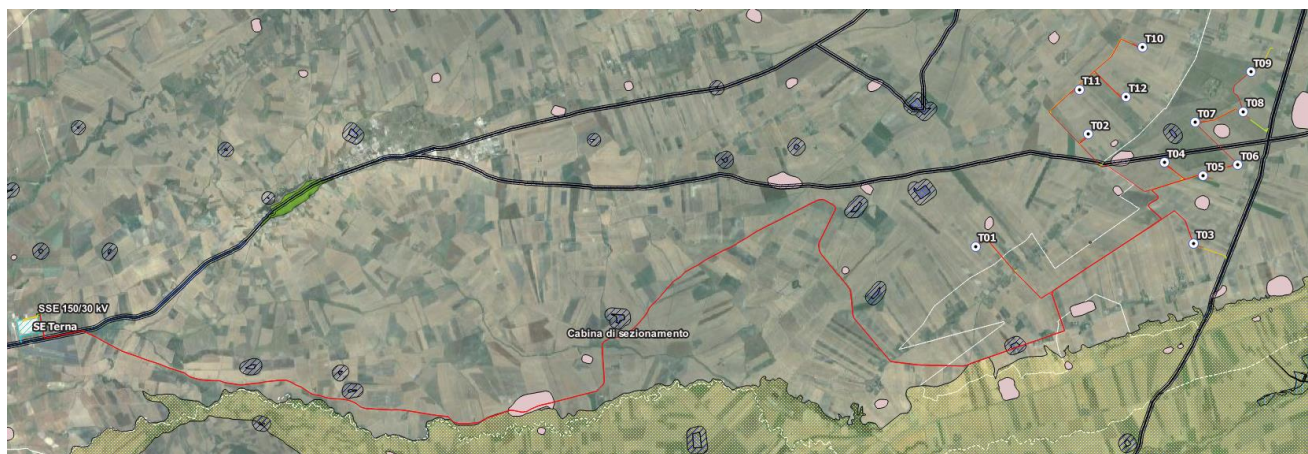 T10
T09
T11
T12
T08
T07
T02
T04
T06
T05
T01
T03
SSE 150/30 kV
SE Terna
Cabina di sezionamento